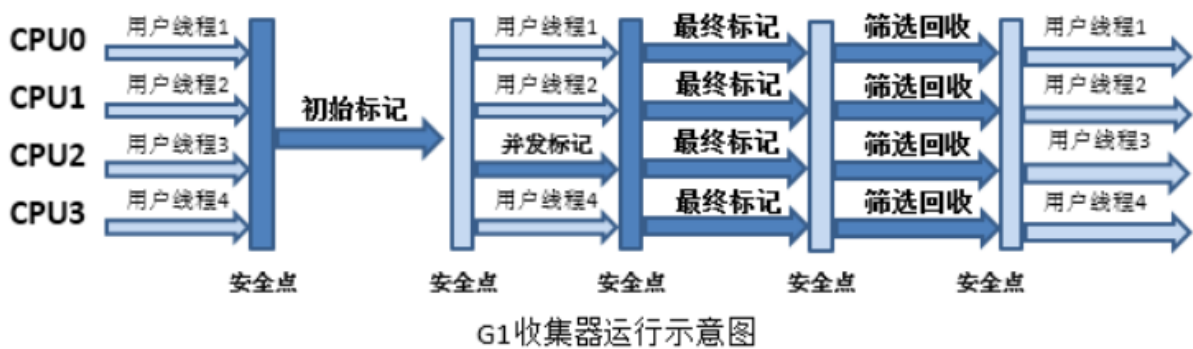 CPU0 用户线程1 用户线程1 最终标记 筛选回收 用户线程1
CPU1 用户线程2 用户线程2 最终标记 筛选回收 用户线程2
初始标记
CPU2 用户线程3 并发标记 最终标记 筛选回收 用户线程3
CPU3 用户线程4 用户线程4 最终标记 筛选回收 用户线程4
安全点 安全点 安全点 安全点 安全点
G1收集器运行示意图